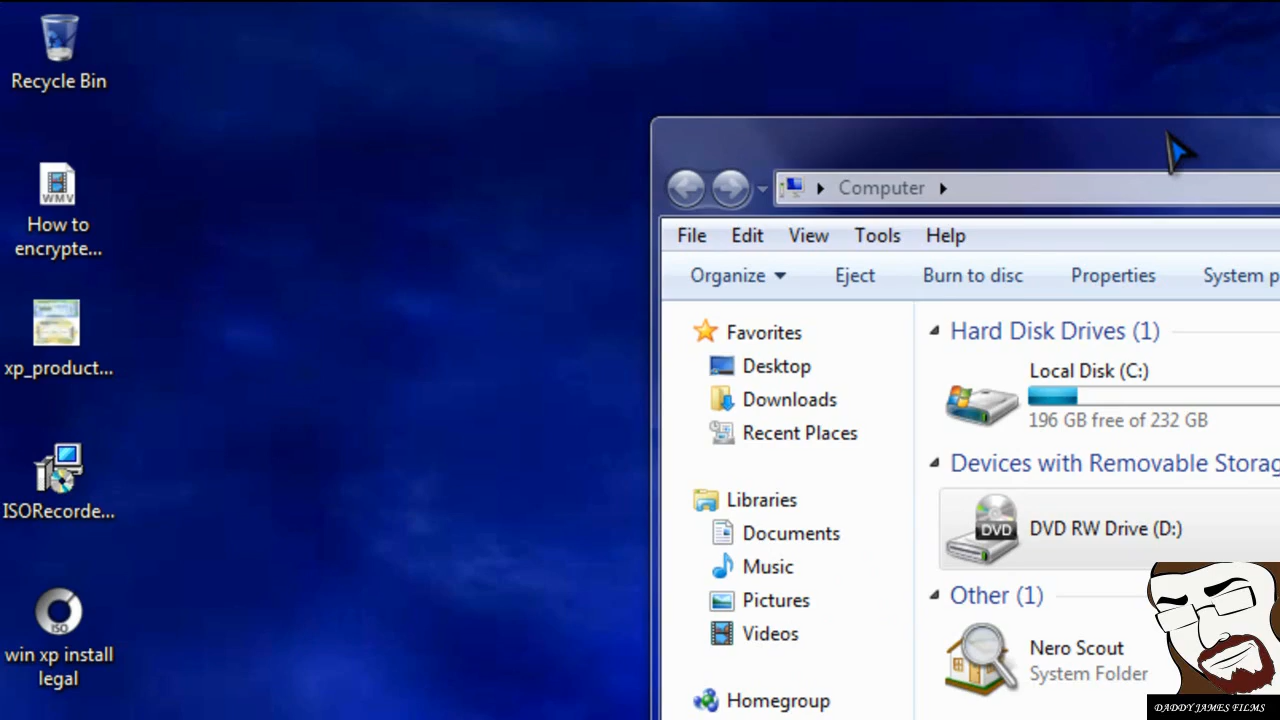 Recycle Bin
WMV
How to
encrypte...
xp_product...
ISORecorde...
ISO
win xp install
legal
Computer
File Edit View Tools Help
Organize Eject Burn to disc Properties System p
Favorites
Desktop
Downloads
Recent Places
Libraries
Documents
Music
Pictures
Videos
Homegroup
Hard Disk Drives (1)
Local Disk (C:)
196 GB free of 232 GB
Devices with Removable Storag
DVD
DVD RW Drive (D:)
Other (1)
Nero Scout
System Folder
DADDY JAMES FILMS